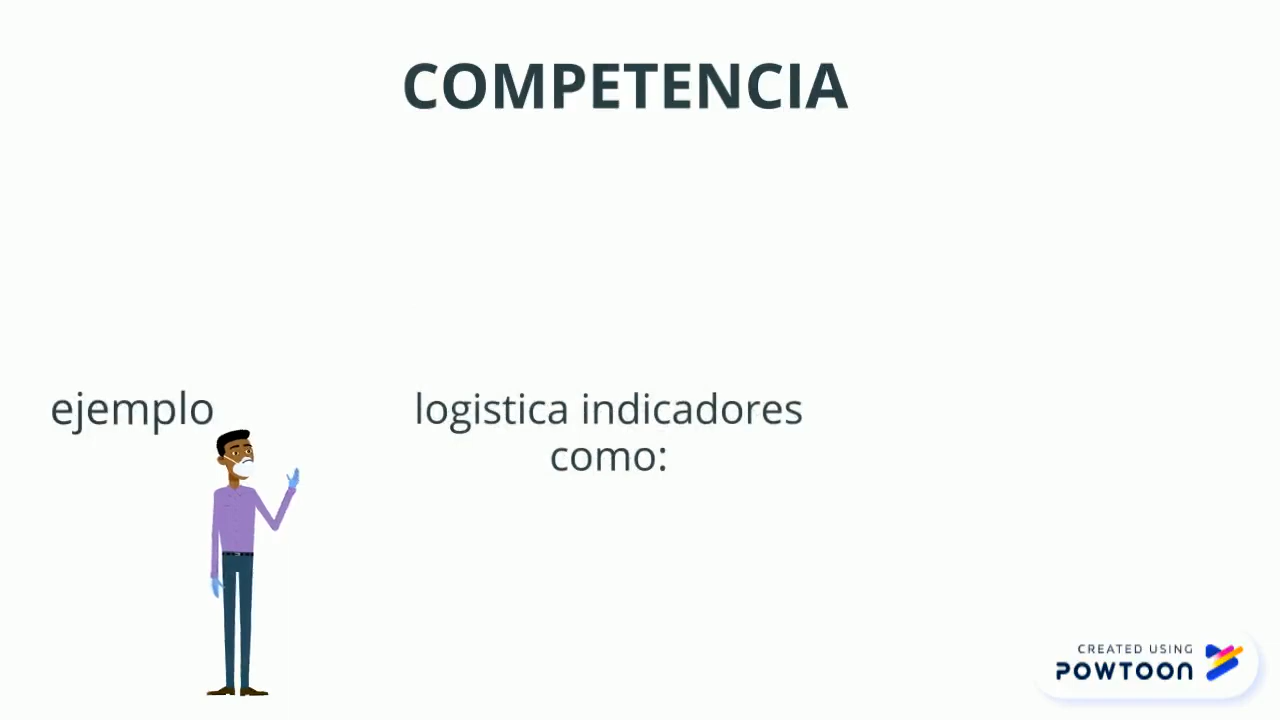 COMPETENCIA
ejemplo
logistica indicadores
como:
CREATED USING
POWTOON